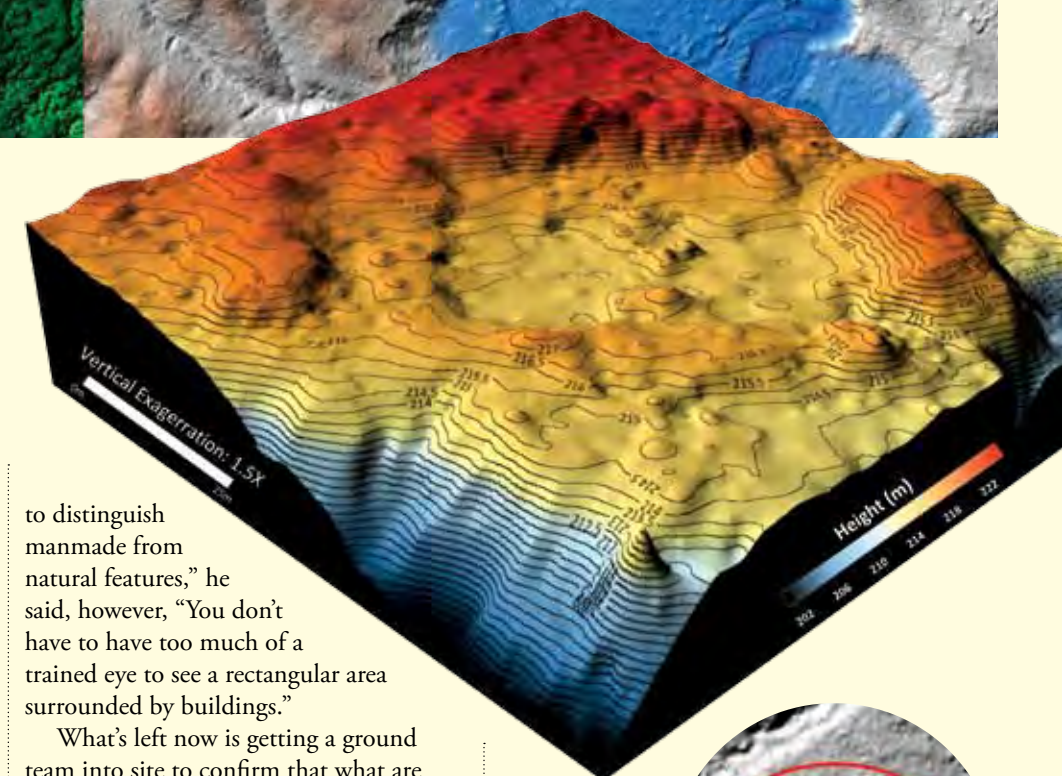 Vertical Exagerration: 1.5X
0m
25m
Height (m)
202 206 210 214 218 222
to distinguish
manmade from
natural features,” he
said, however, “You don’t
have to have too much of a
trained eye to see a rectangular area
surrounded by buildings.”
What’s left now is getting a ground
team into site to confirm that what are